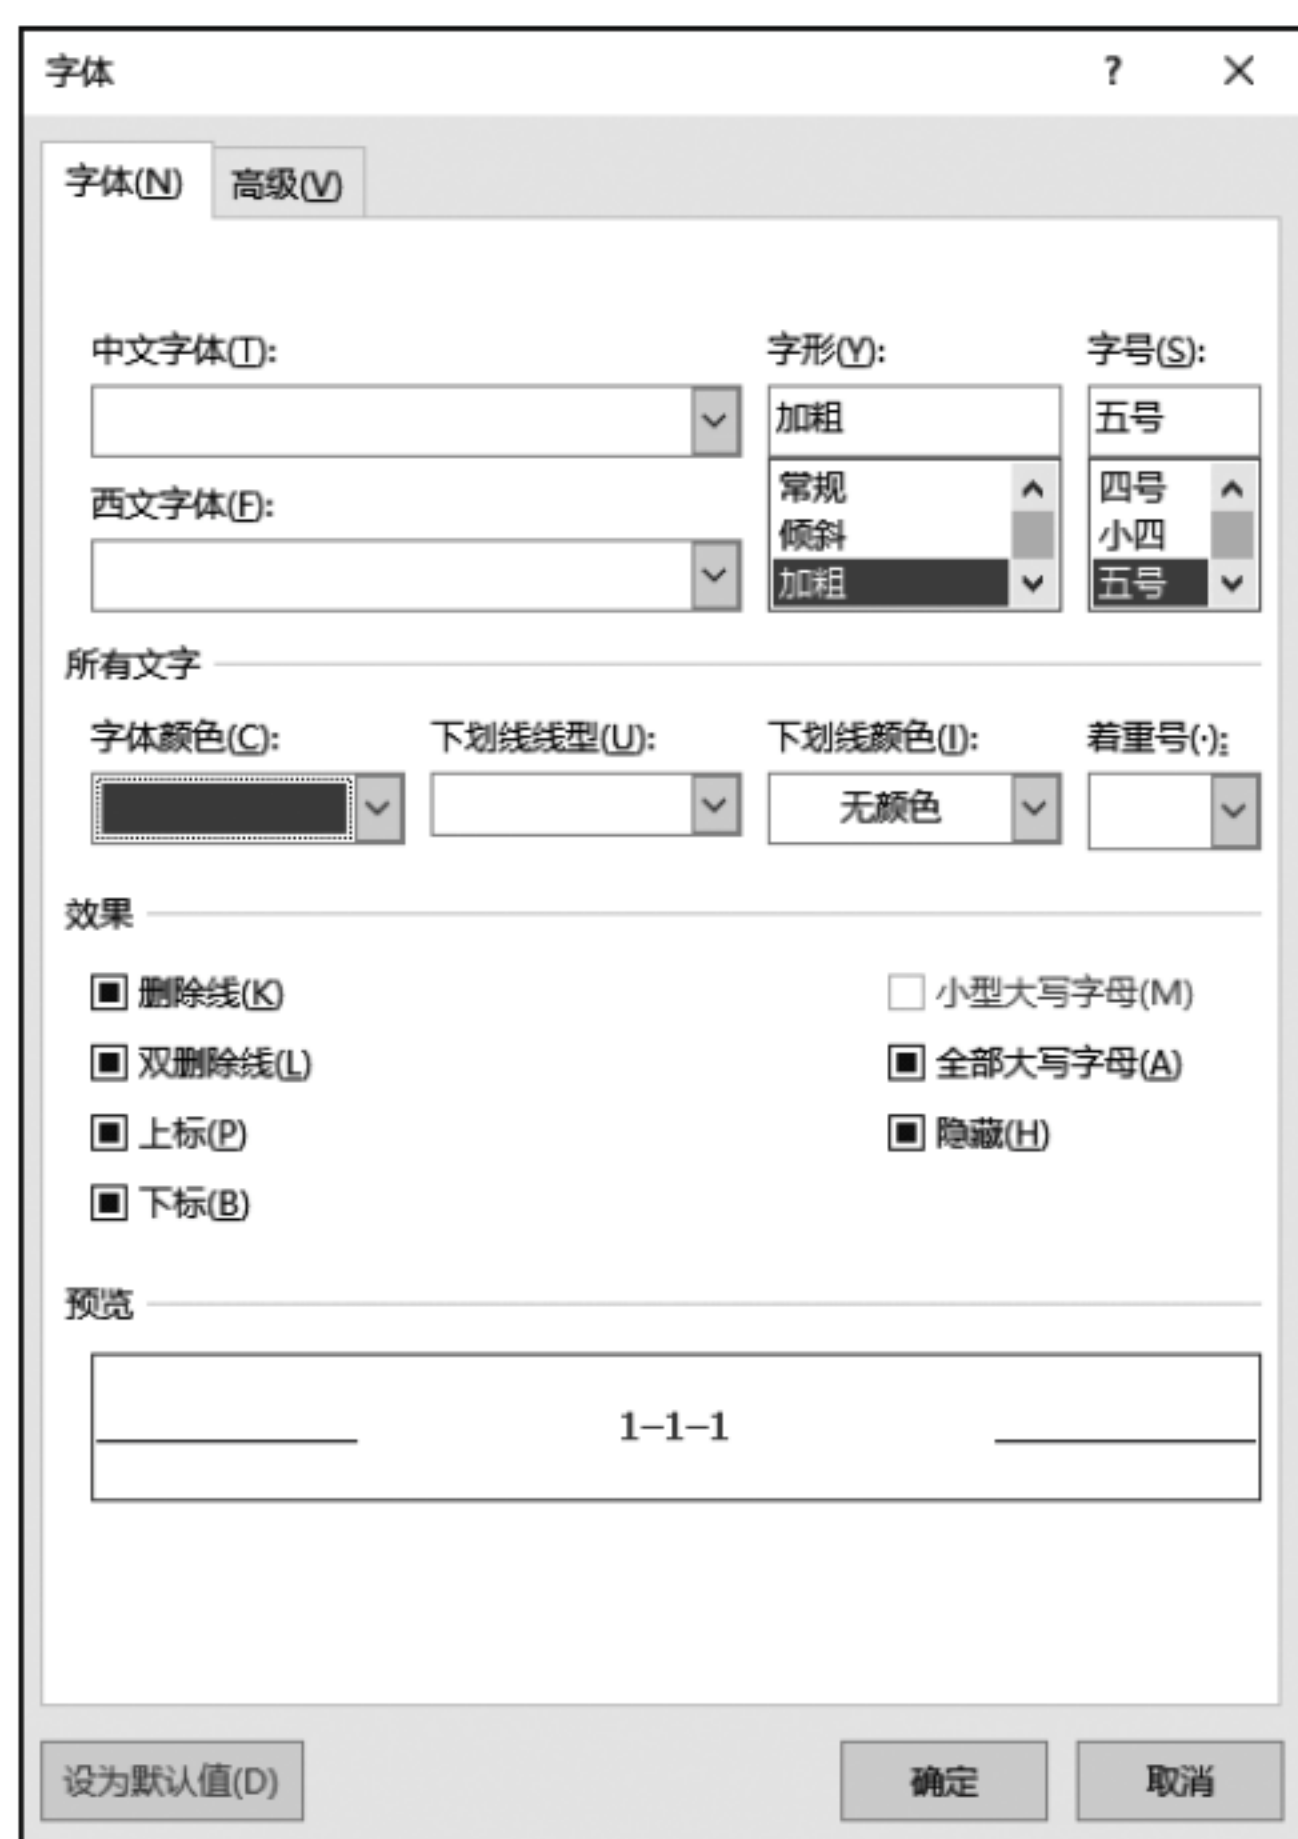 字体
字体(N) 高级(V)
中文字体(T): 字形(Y): 字号(S):
加粗 五号
常规 四号
西文字体(F): 倾斜 小四
加粗 五号
所有文字
字体颜色(C): 下划线线型(U): 下划线颜色(I): 着重号(·):
无颜色
效果
删除线(K) 小型大写字母(M)
双删除线(L) 全部大写字母(A)
上标(P) 隐藏(H)
下标(B)
预览
1–1–1
设为默认值(D) 确定 取消